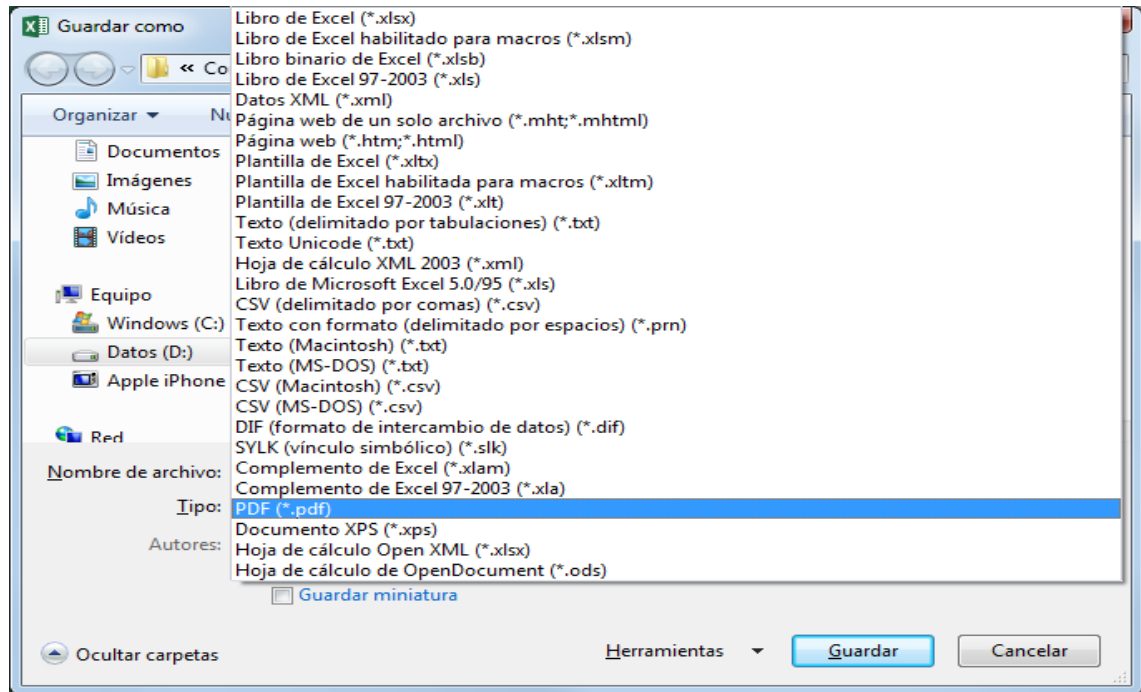 Guardar como
« Co
Organizar
Nu
Documentos
Imágenes
Música
Vídeos
Equipo
Windows (C:)
Datos (D:)
Apple iPhone
Red
Libro de Excel (*.xlsx)
Libro de Excel habilitado para macros (*.xlsm)
Libro binario de Excel (*.xlsb)
Libro de Excel 97-2003 (*.xls)
Datos XML (*.xml)
Página web de un solo archivo (*.mht;*.mhtml)
Página web (*.htm;*.html)
Plantilla de Excel (*.xltx)
Plantilla de Excel habilitada para macros (*.xltm)
Plantilla de Excel 97-2003 (*.xlt)
Texto (delimitado por tabulaciones) (*.txt)
Texto Unicode (*.txt)
Hoja de cálculo XML 2003 (*.xml)
Libro de Microsoft Excel 5.0/95 (*.xls)
CSV (delimitado por comas) (*.csv)
Texto con formato (delimitado por espacios) (*.prn)
Texto (Macintosh) (*.txt)
Texto (MS-DOS) (*.txt)
CSV (Macintosh) (*.csv)
CSV (MS-DOS) (*.csv)
DIF (formato de intercambio de datos) (*.dif)
SYLK (vínculo simbólico) (*.slk)
Complemento de Excel (*.xlam)
Complemento de Excel 97-2003 (*.xla)
PDF (*.pdf)
Documento XPS (*.xps)
Hoja de cálculo Open XML (*.xlsx)
Hoja de cálculo de OpenDocument (*.ods)
Nombre de archivo:
Tipo:
Autores:
Guardar miniatura
Ocultar carpetas
Herramientas
Guardar
Cancelar